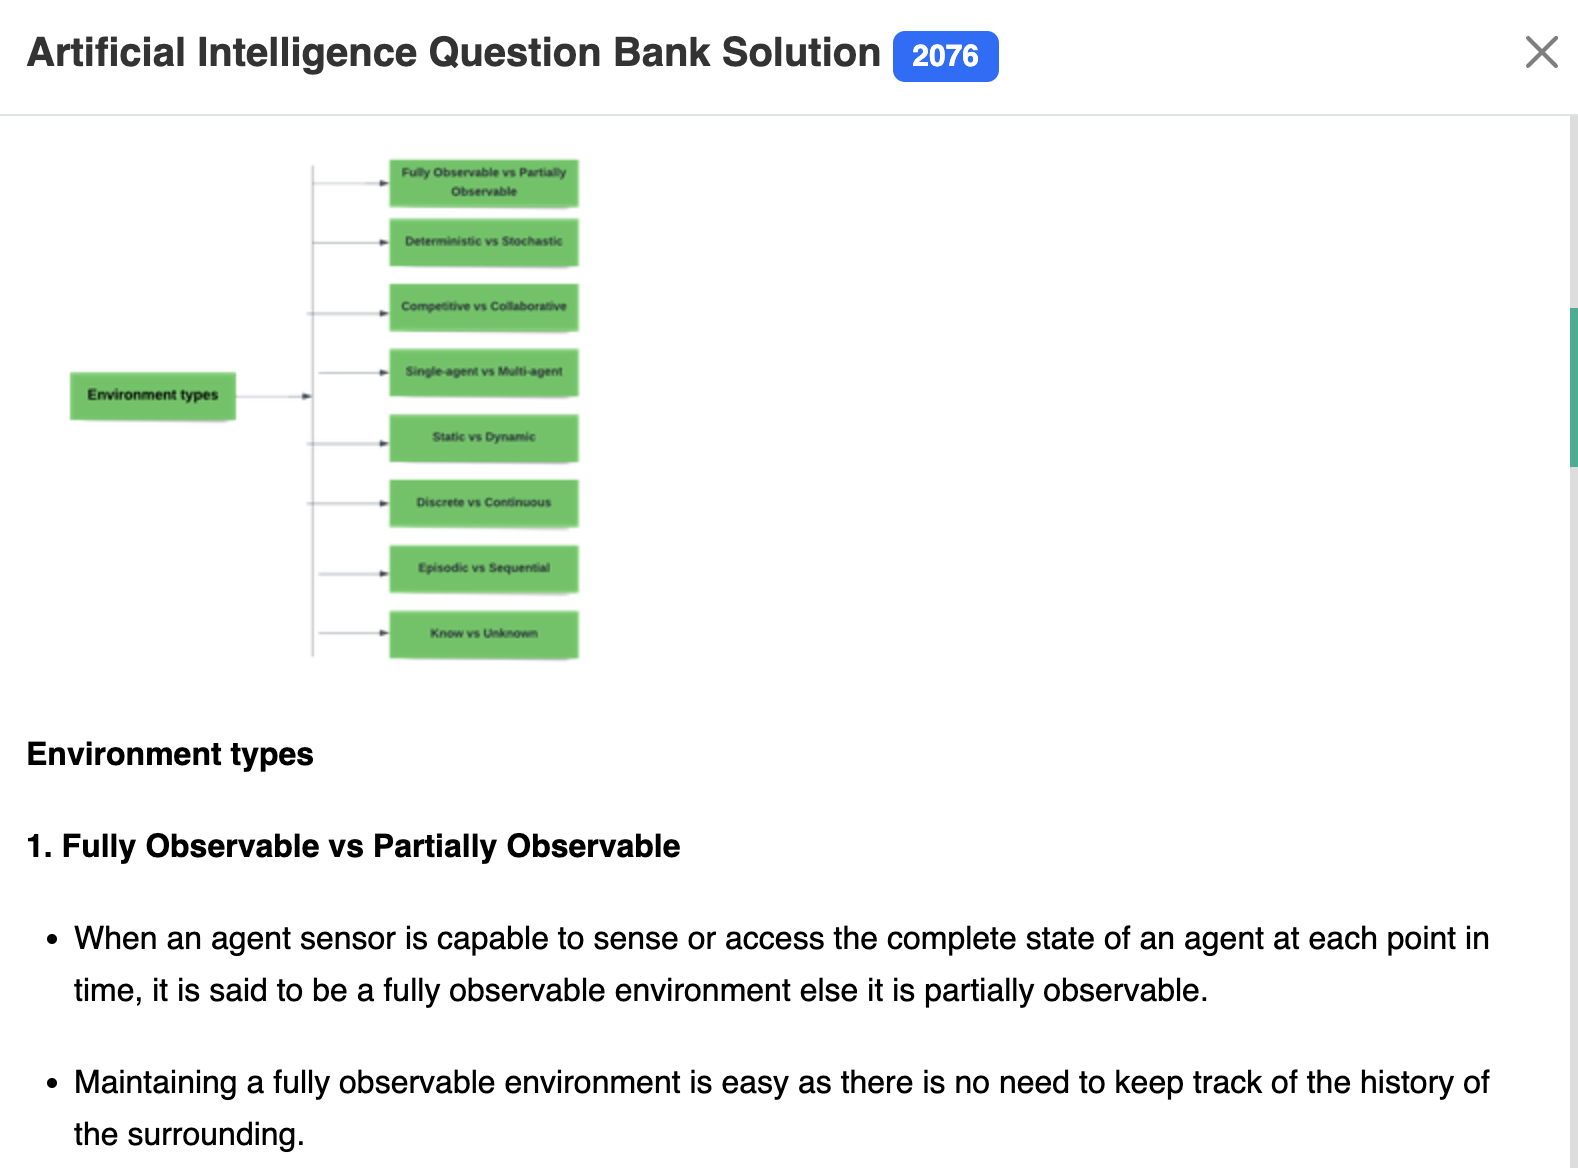 Artificial Intelligence Question Bank Solution 2076
Fully Observable vs Partially
Observable
Deterministic vs Stochastic
Competitive vs Collaborative
Single-agent vs Multi-agent
Environment types
Static vs Dynamic
Discrete vs Continuous
Episodic vs Sequential
Know vs Unknown
Environment types
1. Fully Observable vs Partially Observable
• When an agent sensor is capable to sense or access the complete state of an agent at each point in
time, it is said to be a fully observable environment else it is partially observable.
• Maintaining a fully observable environment is easy as there is no need to keep track of the history of
the surrounding.